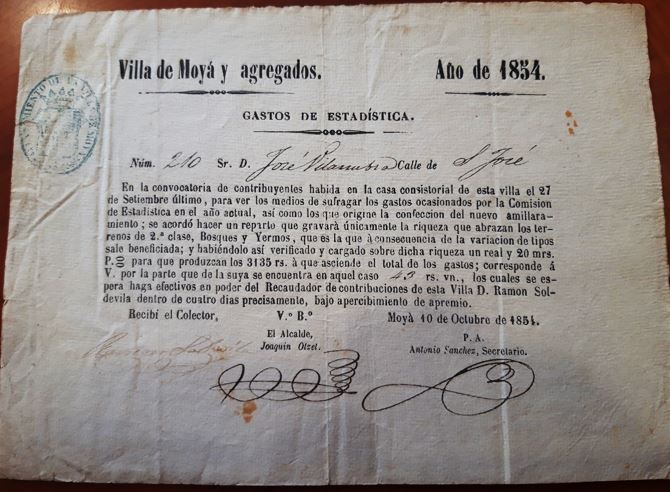 Villa de Moyá y agregados. Año de 1854.
GASTOS DE ESTADÍSTICA.
Núm. 210 Sr. D. José Vilarrubia Calle de S. José
En la convocatoria de contribuyentes habida en la casa consistorial de esta villa el 27
de Setiembre último, para ver los medios de sufragar los gastos ocasionados por la Comision
de Estadística en el año actual, así como los que origine la confeccion del nuevo amillara-
miento; se acordó hacer un reparto que gravará únicamente la riqueza que abrazan los ter-
renos de 2.ª clase, Bosques y Yermos, que es la que à consecuencia de la variacion de tipos
sale beneficiada; y habiéndolo así verificado y cargado sobre dicha riqueza un real y 20 mrs.
P.% para que produzcan los 3135 rs. à que asciende el total de los gastos; corresponde á
V. por la parte que de la suya se encuentra en aquel caso rs. vn., los cuales se es-
pera haga efectivos en poder del Recaudador de contribuciones de esta Villa D. Ramon Sol-
devila dentro de cuatro dias precisamente, bajo apercibimiento de apremio.
Recibí el Colector, V.º B.º Moyà 10 de Octubre de 1854.
El Alcalde, P. A.
Joaquin Otzet. Antonio Sanchez, Secretario.
Ramon Soldevila